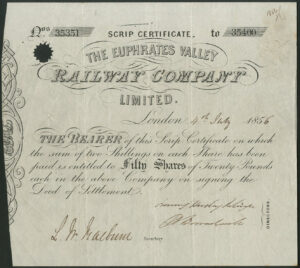 SCRIP CERTIFICATE.
Nos 35351 to 35400
THE EUPHRATES VALLEY
RAILWAY COMPANY
LIMITED.
London 4th July 1856
THE BEARER of this Scrip Certificate on which
the sum of two Shillings on each Share has been
paid is entitled to Fifty Shares of Twenty Pounds
each in the above Company on signing the
Deed of Settlement.
Secretary
DIRECTORS